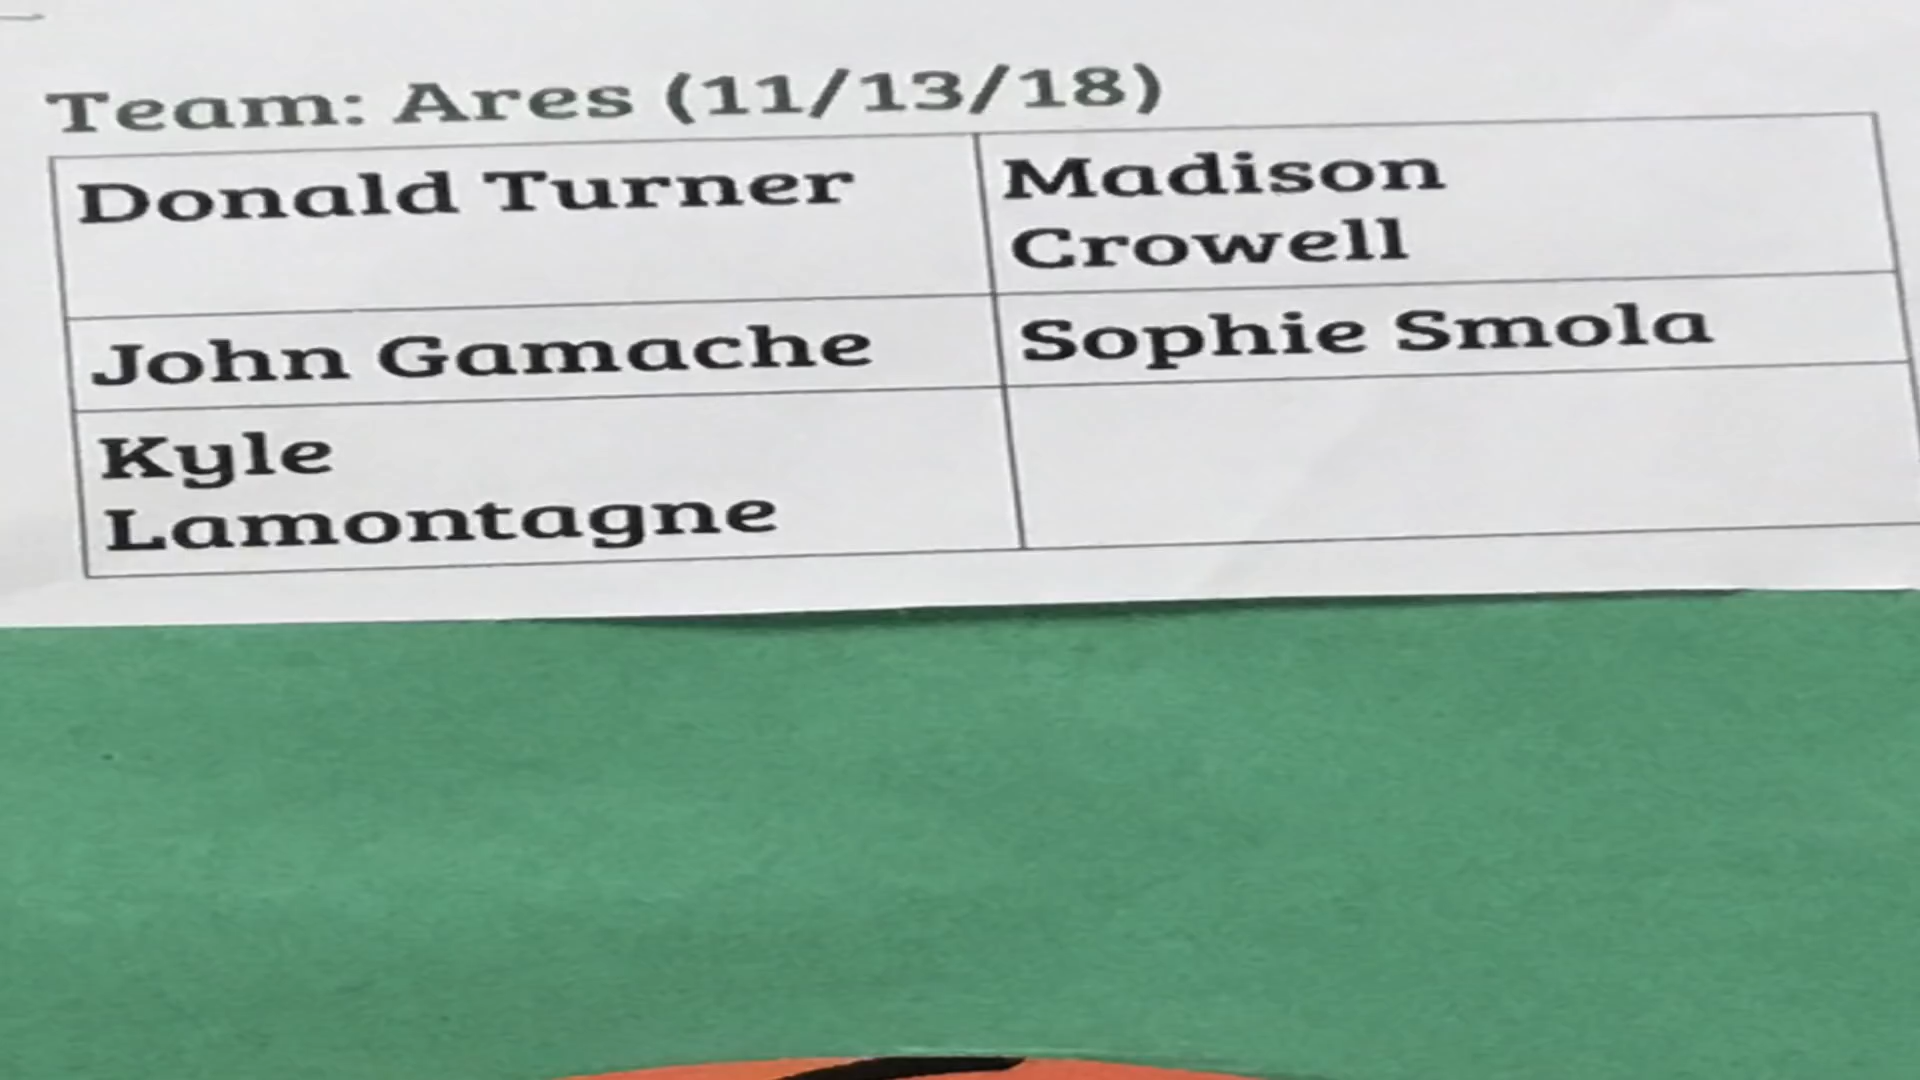 Team: Ares (11/13/18)
Donald Turner
Madison
Crowell
John Gamache
Sophie Smola
Kyle
Lamontagne